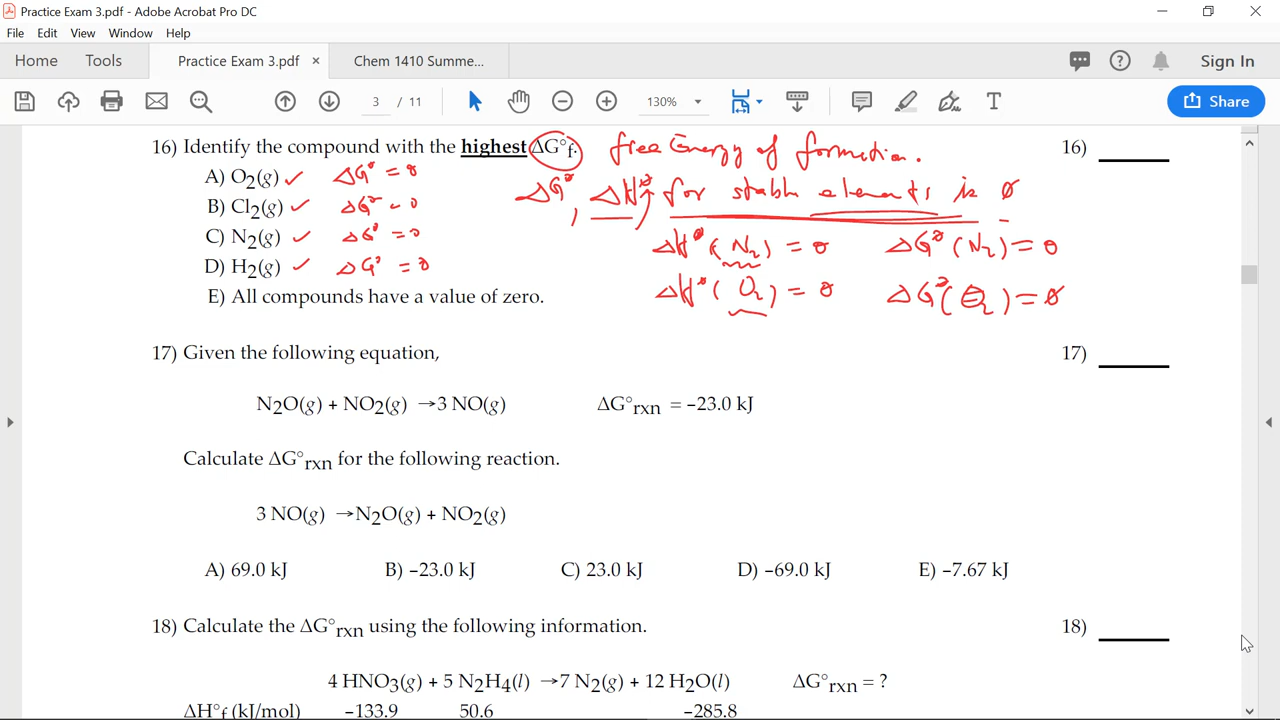 Practice Exam 3.pdf - Adobe Acrobat Pro DC
File Edit View Window Help
Home Tools Practice Exam 3.pdf × Chem 1410 Summe... Sign In
3 / 11 130% Share
16) Identify the compound with the highest ΔG°f. free Energy of formation. 16)
A) O2(g) ✓ ΔG° = 0 ΔG°, ΔH° for stable elements is 0
B) Cl2(g) ✓ ΔG° = 0
C) N2(g) ✓ ΔG° = 0 ΔH°(N2) = 0 ΔG°(N2) = 0
D) H2(g) ✓ ΔG° = 0 ΔH°(O2) = 0 ΔG°(O2) = 0
E) All compounds have a value of zero.
17) Given the following equation, 17)
N2O(g) + NO2(g) →3 NO(g) ΔG°rxn = -23.0 kJ
Calculate ΔG°rxn for the following reaction.
3 NO(g) →N2O(g) + NO2(g)
A) 69.0 kJ B) -23.0 kJ C) 23.0 kJ D) -69.0 kJ E) -7.67 kJ
18) Calculate the ΔG°rxn using the following information. 18)
4 HNO3(g) + 5 N2H4(l) →7 N2(g) + 12 H2O(l) ΔG°rxn = ?
ΔH°f (kJ/mol) -133.9 50.6 -285.8